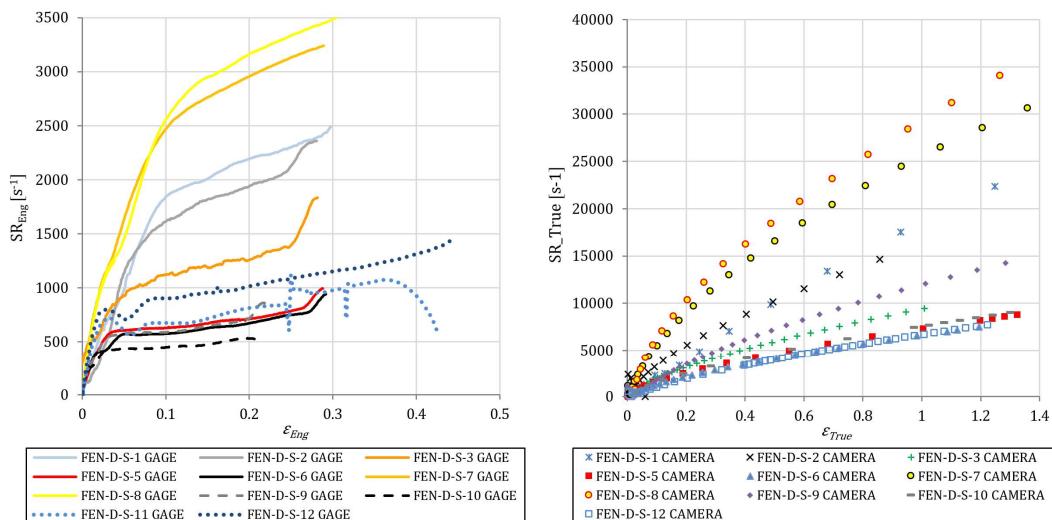 3500
3000
2500
2000
1500
1000
500
0
SR_Eng [s⁻¹]
0 0.1 0.2 0.3 0.4 0.5
ε_Eng
FEN-D-S-1 GAGE FEN-D-S-2 GAGE FEN-D-S-3 GAGE
FEN-D-S-5 GAGE FEN-D-S-6 GAGE FEN-D-S-7 GAGE
FEN-D-S-8 GAGE FEN-D-S-9 GAGE FEN-D-S-10 GAGE
FEN-D-S-11 GAGE FEN-D-S-12 GAGE
40000
35000
30000
25000
20000
15000
10000
5000
0
SR_True [s-1]
0 0.2 0.4 0.6 0.8 1 1.2 1.4
ε_True
FEN-D-S-1 CAMERA FEN-D-S-2 CAMERA FEN-D-S-3 CAMERA
FEN-D-S-5 CAMERA FEN-D-S-6 CAMERA FEN-D-S-7 CAMERA
FEN-D-S-8 CAMERA FEN-D-S-9 CAMERA FEN-D-S-10 CAMERA
FEN-D-S-12 CAMERA